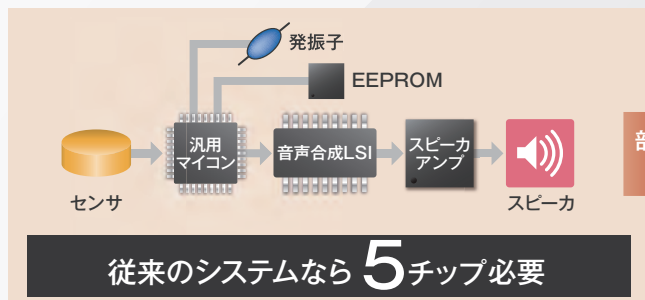 発振子
EEPROM
汎用
マイコン
音声合成LSI
スピーカ
アンプ
センサ
スピーカ
部
従来のシステムなら5チップ必要